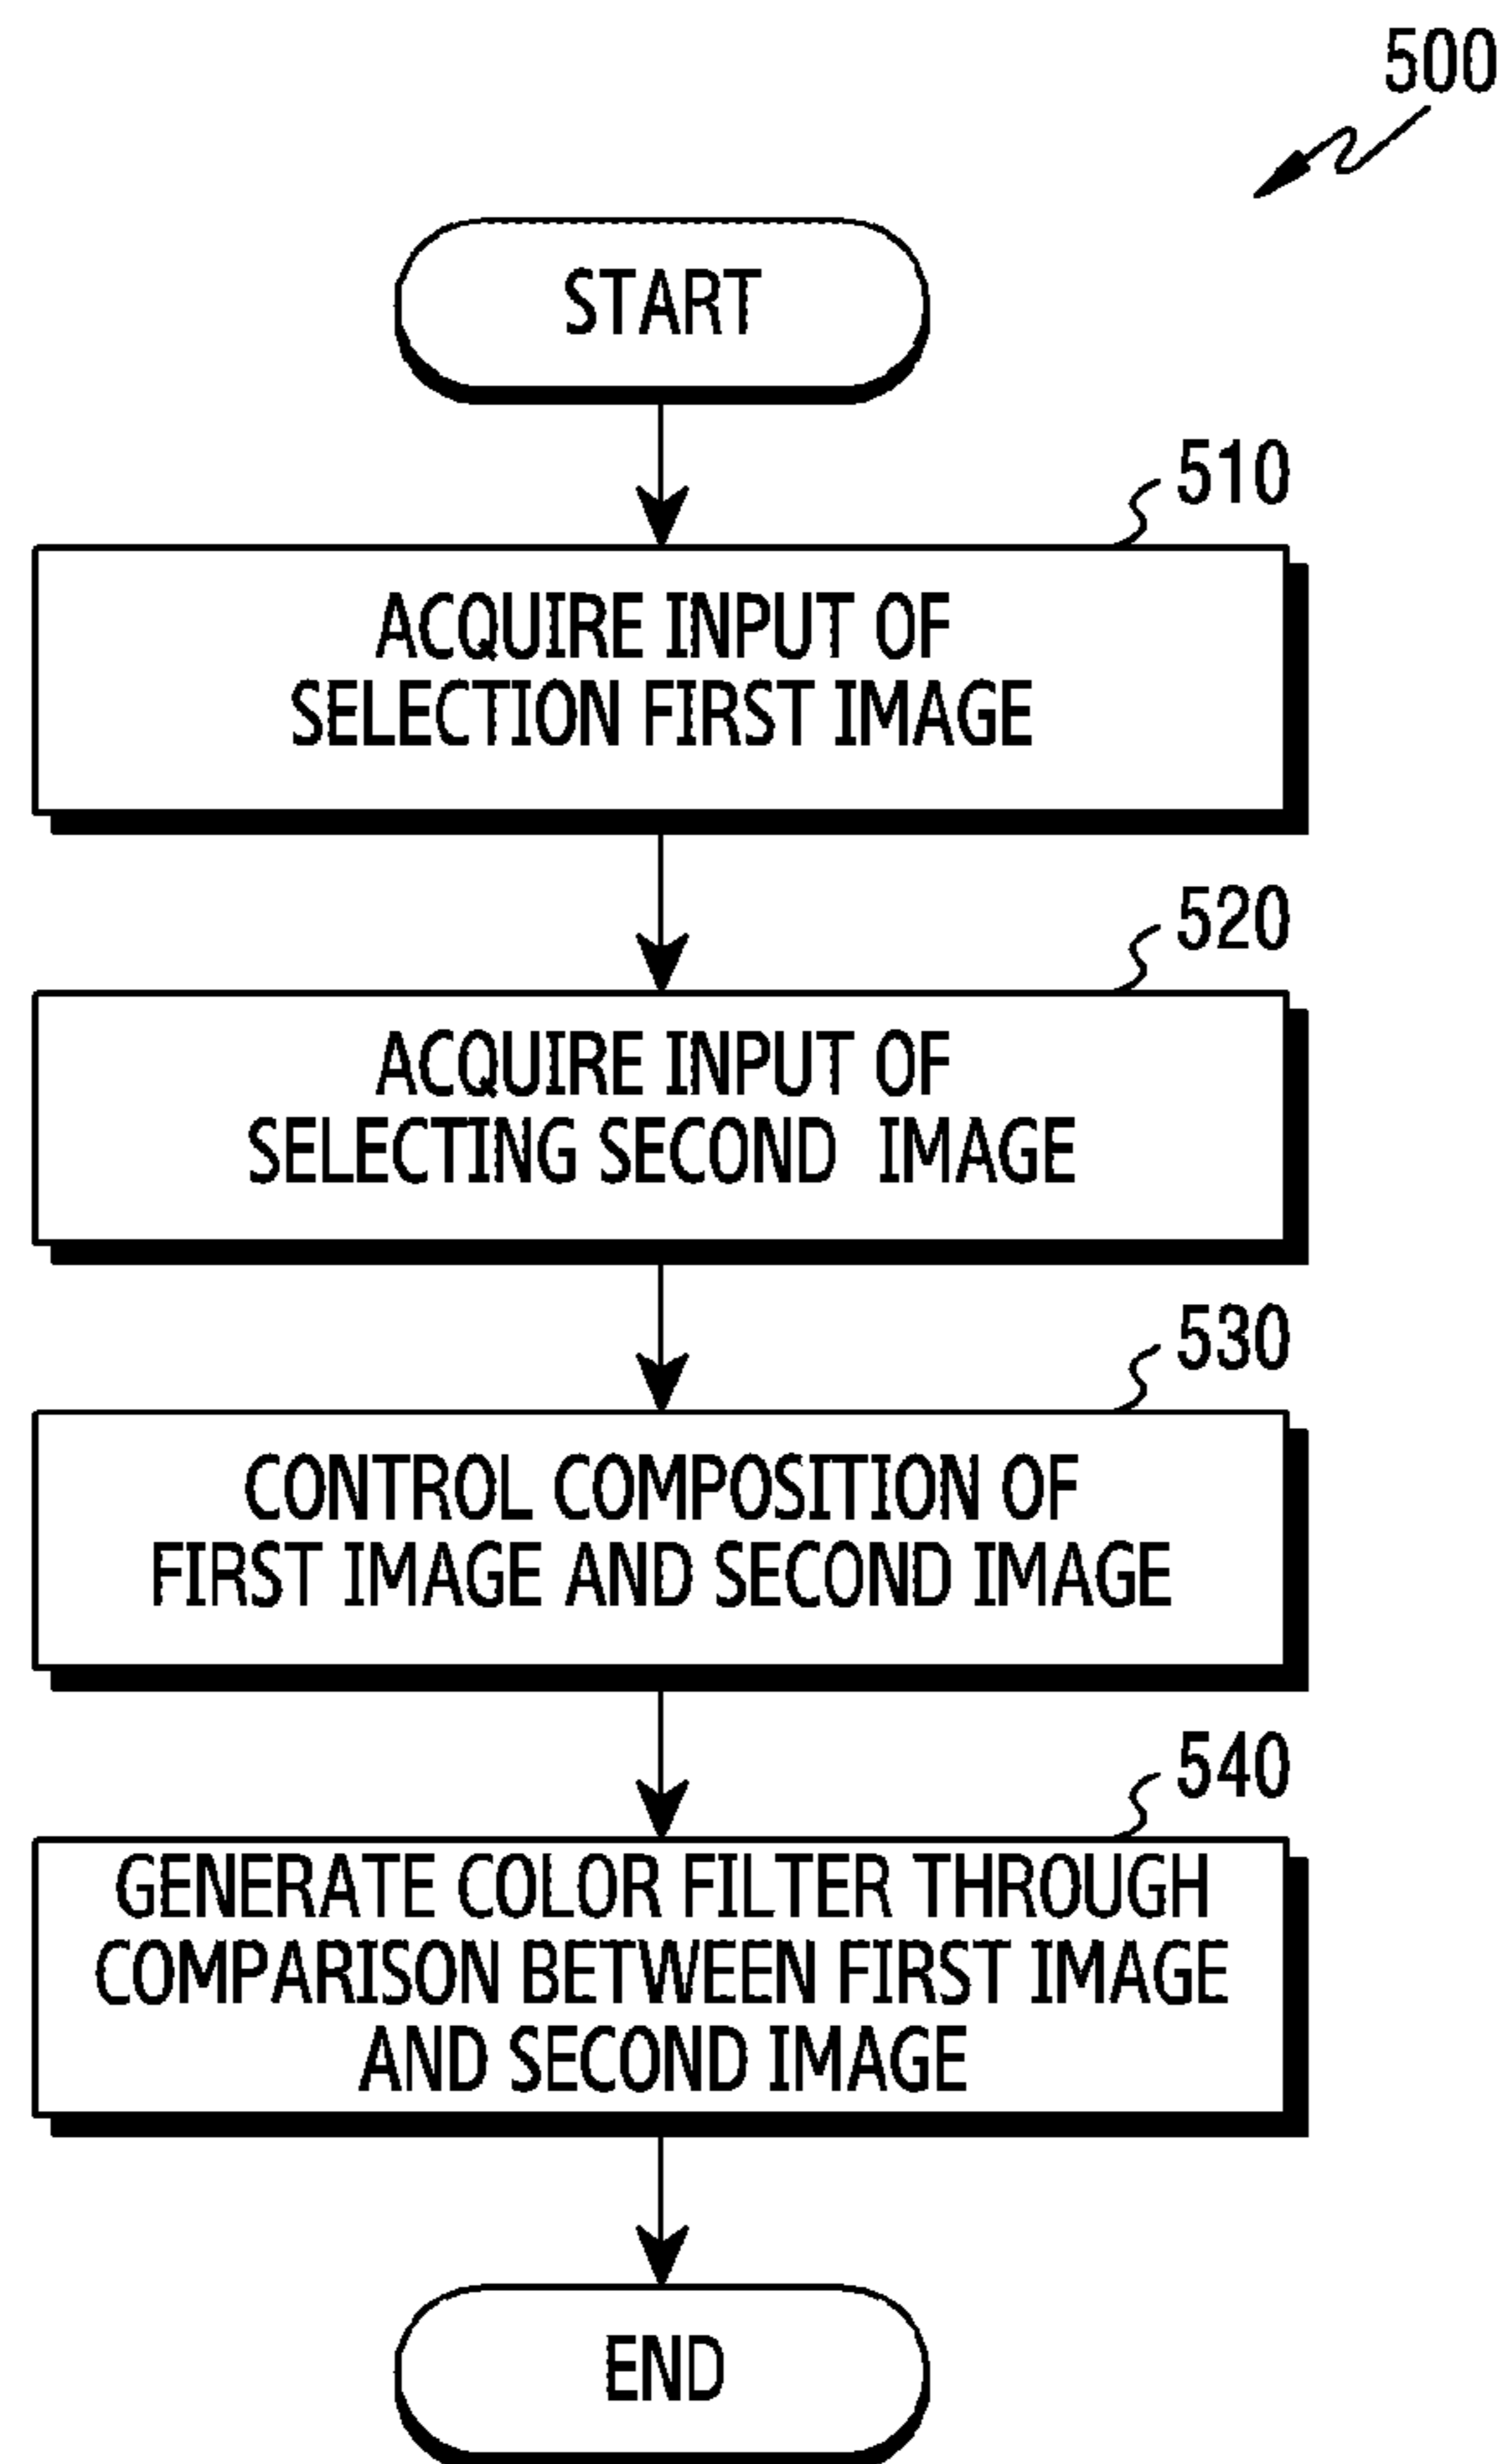 500
START
510
ACQUIRE INPUT OF
SELECTION FIRST IMAGE
520
ACQUIRE INPUT OF
SELECTING SECOND IMAGE
530
CONTROL COMPOSITION OF
FIRST IMAGE AND SECOND IMAGE
540
GENERATE COLOR FILTER THROUGH
COMPARISON BETWEEN FIRST IMAGE
AND SECOND IMAGE
END